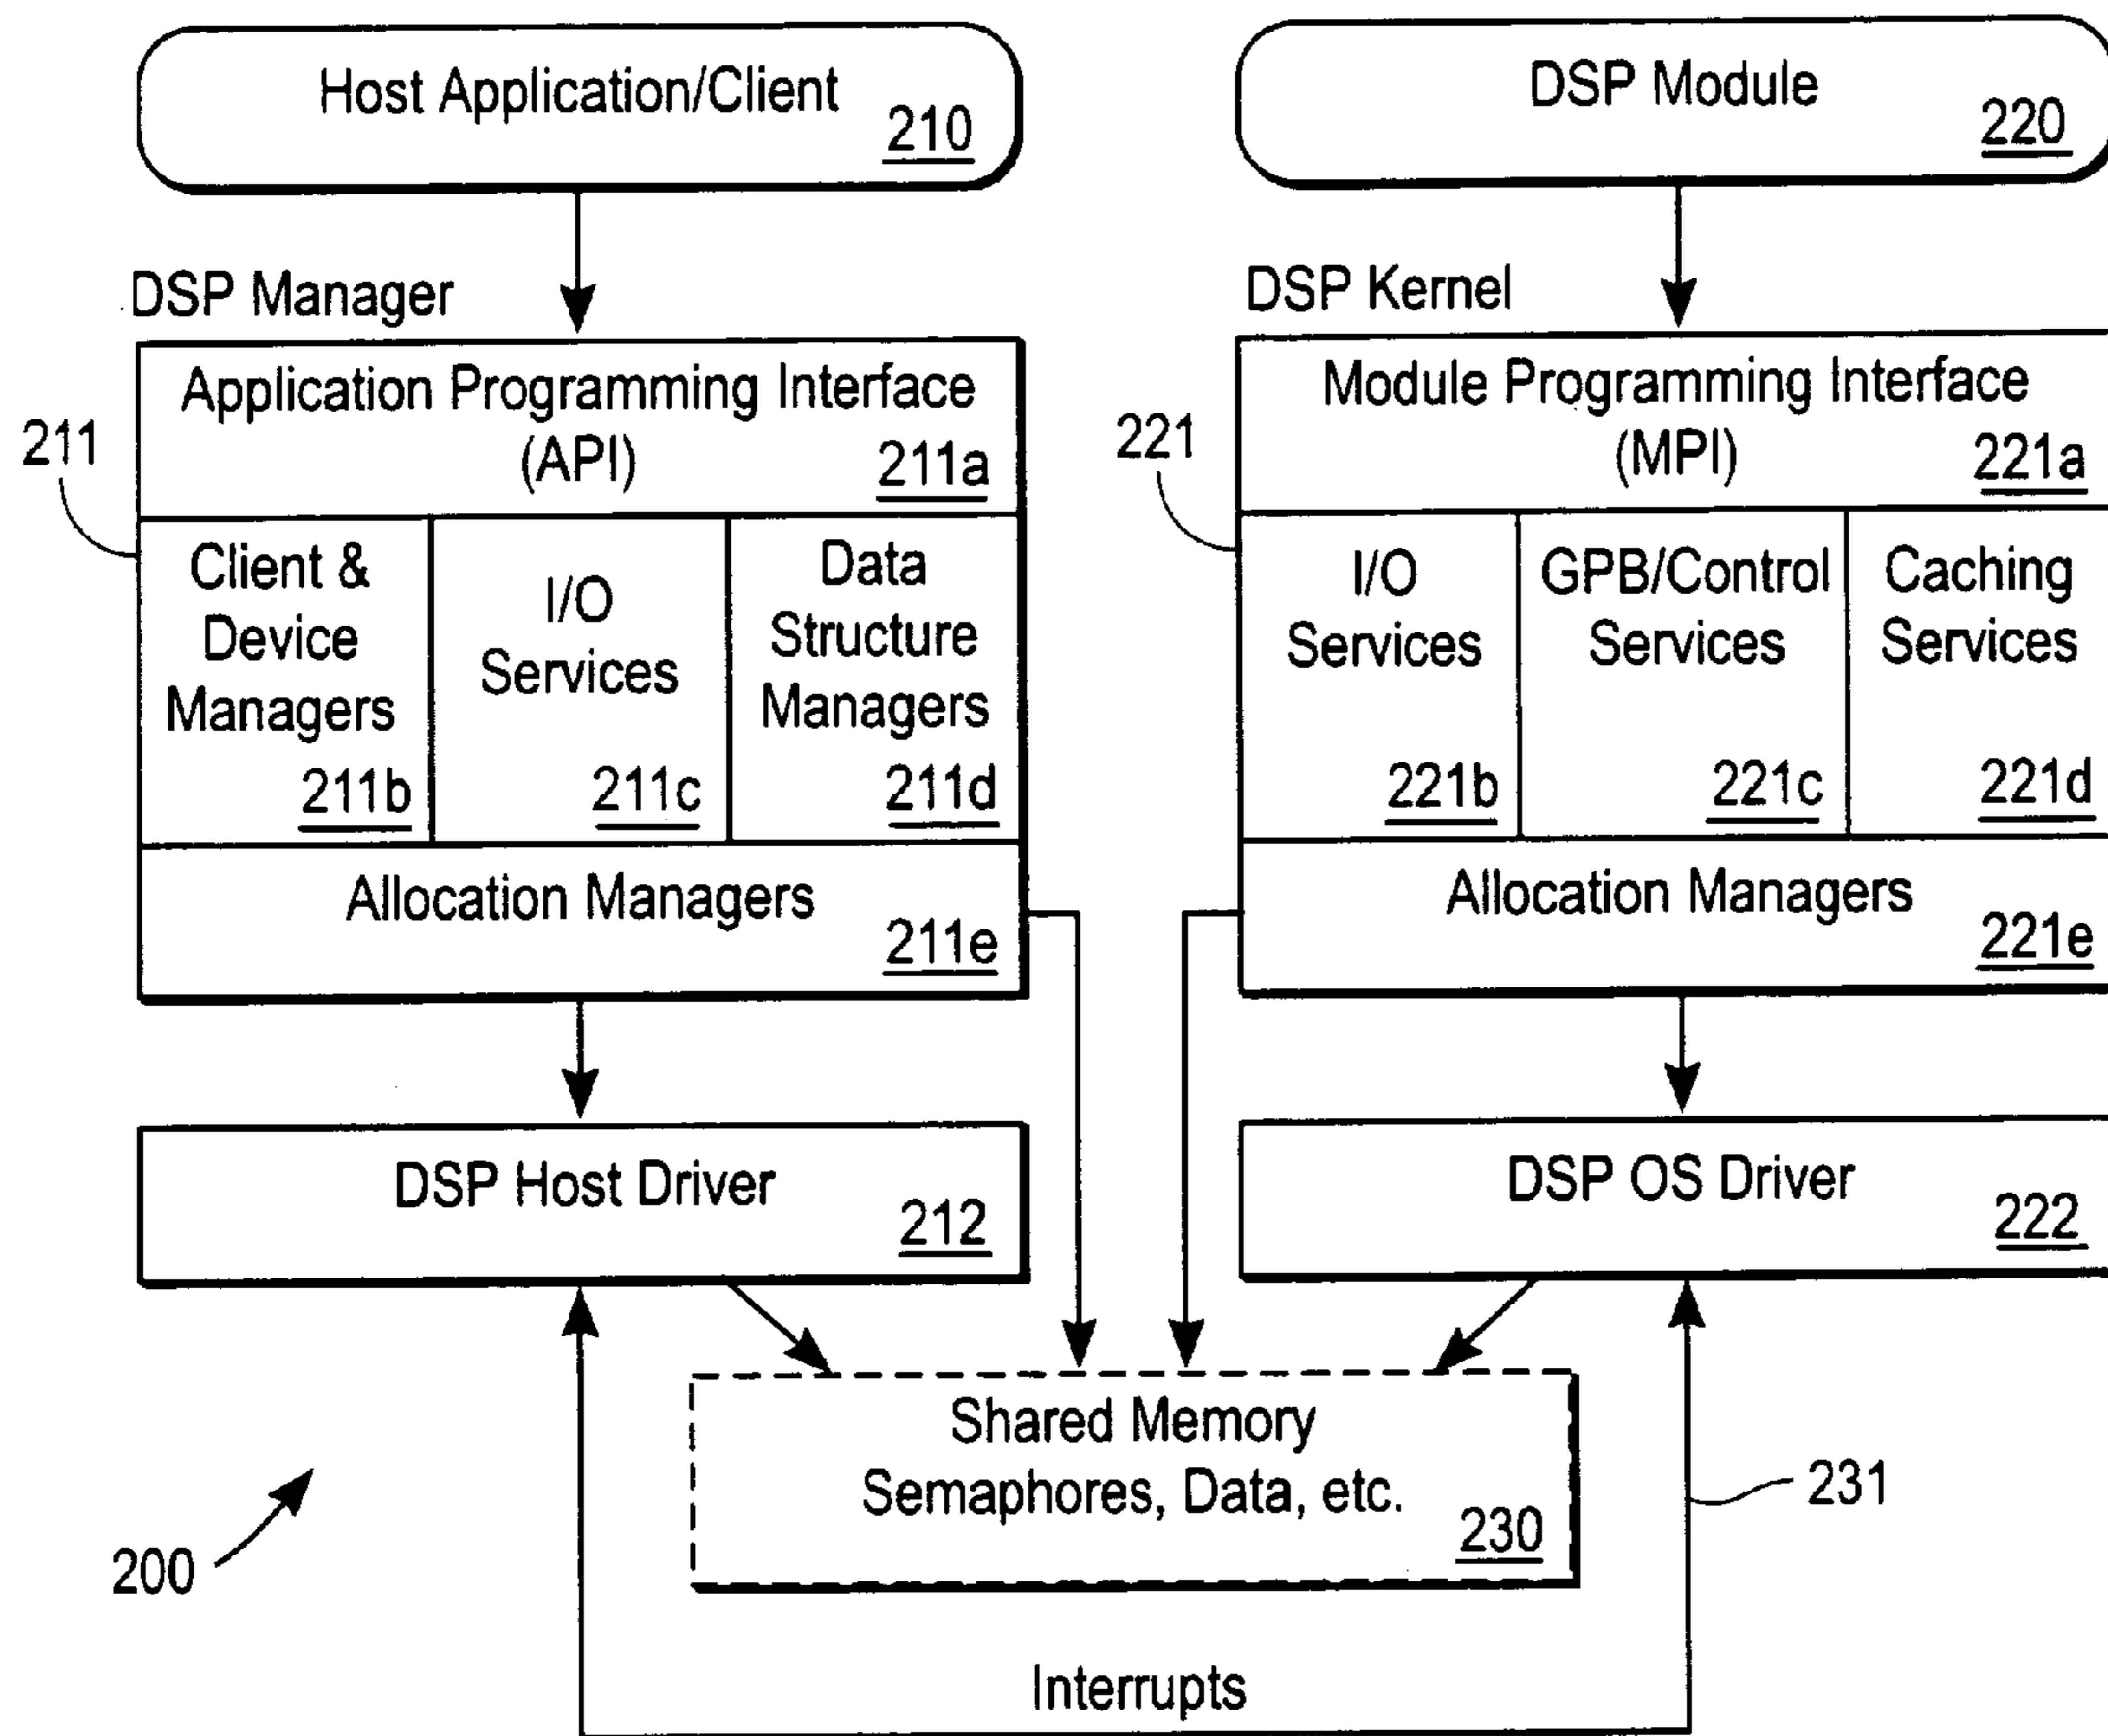 Host Application/Client
210
DSP Module
220
DSP Manager
DSP Kernel
211
Application Programming Interface
(API)
211a
Client &
Device
Managers
211b
I/O
Services
211c
Data
Structure
Managers
211d
Allocation Managers
211e
221
Module Programming Interface
(MPI)
221a
I/O
Services
221b
GPB/Control
Services
221c
Caching
Services
221d
Allocation Managers
221e
DSP Host Driver
212
DSP OS Driver
222
Shared Memory
Semaphores, Data, etc.
230
231
200
Interrupts